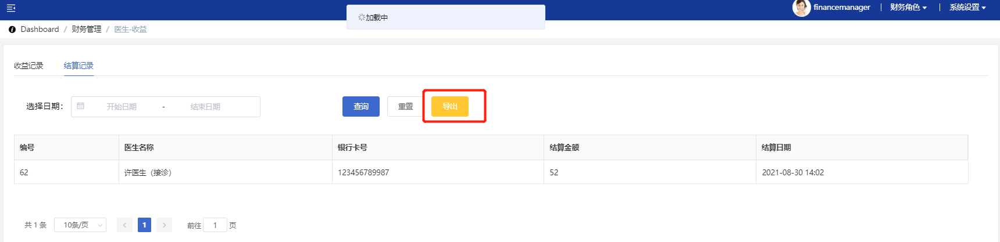 加载中
financemanager
财务角色
系统设置
Dashboard / 财务管理 / 医生-收益
收益记录
结算记录
选择日期：
开始日期 - 结束日期
查询
重置
导出
编号 医生名称 银行卡号 结算金额 结算日期
62 许医生（接诊） 123456789987 52 2021-08-30 14:02
共 1 条 10条/页 1 前往 1 页